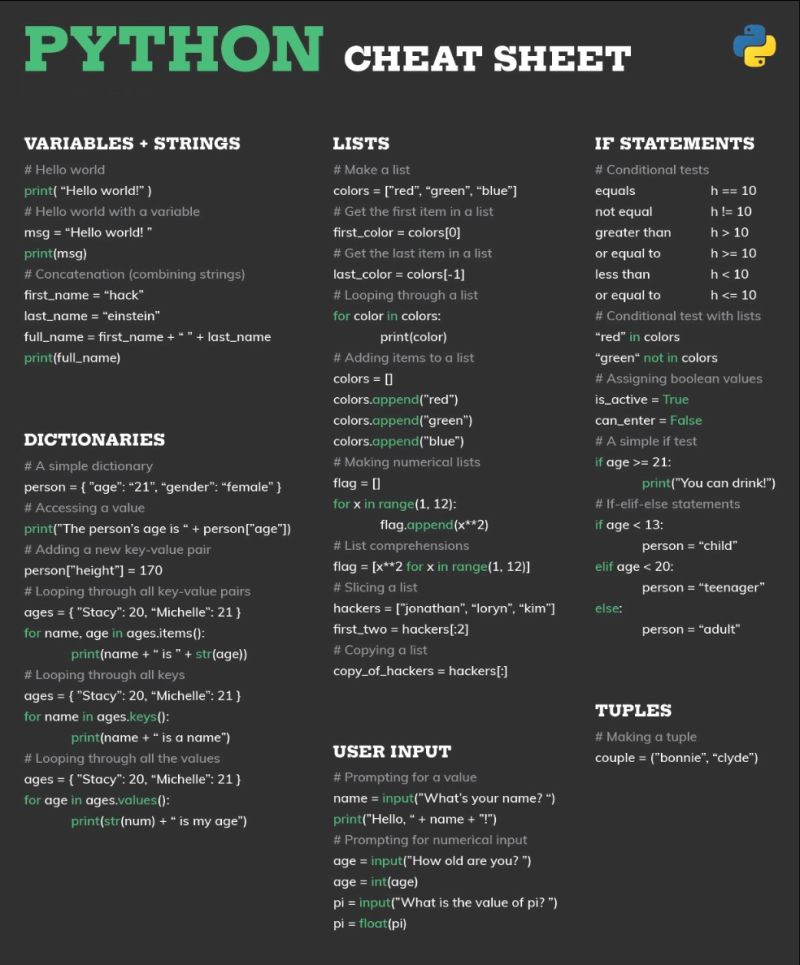 PYTHON CHEAT SHEET
VARIABLES + STRINGS
# Hello world
print( “Hello world!” )
# Hello world with a variable
msg = “Hello world! ”
print(msg)
# Concatenation (combining strings)
first_name = “hack”
last_name = “einstein”
full_name = first_name + “ ” + last_name
print(full_name)
DICTIONARIES
# A simple dictionary
person = { ”age”: “21”, “gender”: “female” }
# Accessing a value
print(”The person’s age is “ + person[”age”])
# Adding a new key-value pair
person[”height”] = 170
# Looping through all key-value pairs
ages = { ”Stacy”: 20, “Michelle”: 21 }
for name, age in ages.items():
print(name + “ is ” + str(age))
# Looping through all keys
ages = { ”Stacy”: 20, “Michelle”: 21 }
for name in ages.keys():
print(name + “ is a name”)
# Looping through all the values
ages = { ”Stacy”: 20, “Michelle”: 21 }
for age in ages.values():
print(str(num) + “ is my age”)
LISTS
# Make a list
colors = [”red”, “green”, “blue”]
# Get the first item in a list
first_color = colors[0]
# Get the last item in a list
last_color = colors[-1]
# Looping through a list
for color in colors:
print(color)
# Adding items to a list
colors = []
colors.append(”red”)
colors.append(”green”)
colors.append(”blue”)
# Making numerical lists
flag = []
for x in range(1, 12):
flag.append(x**2)
# List comprehensions
flag = [x**2 for x in range(1, 12)]
# Slicing a list
hackers = [”jonathan”, “loryn”, “kim”]
first_two = hackers[:2]
# Copying a list
copy_of_hackers = hackers[:]
USER INPUT
# Prompting for a value
name = input(”What’s your name? “)
print(”Hello, “ + name + ”!”)
# Prompting for numerical input
age = input(”How old are you? ”)
age = int(age)
pi = input(”What is the value of pi? ”)
pi = float(pi)
IF STATEMENTS
# Conditional tests
equals h == 10
not equal h != 10
greater than h > 10
or equal to h >= 10
less than h < 10
or equal to h <= 10
# Conditional test with lists
“red” in colors
“green“ not in colors
# Assigning boolean values
is_active = True
can_enter = False
# A simple if test
if age >= 21:
print(”You can drink!”)
# If-elif-else statements
if age < 13:
person = “child”
elif age < 20:
person = “teenager”
else:
person = “adult”
TUPLES
# Making a tuple
couple = (”bonnie”, “clyde”)